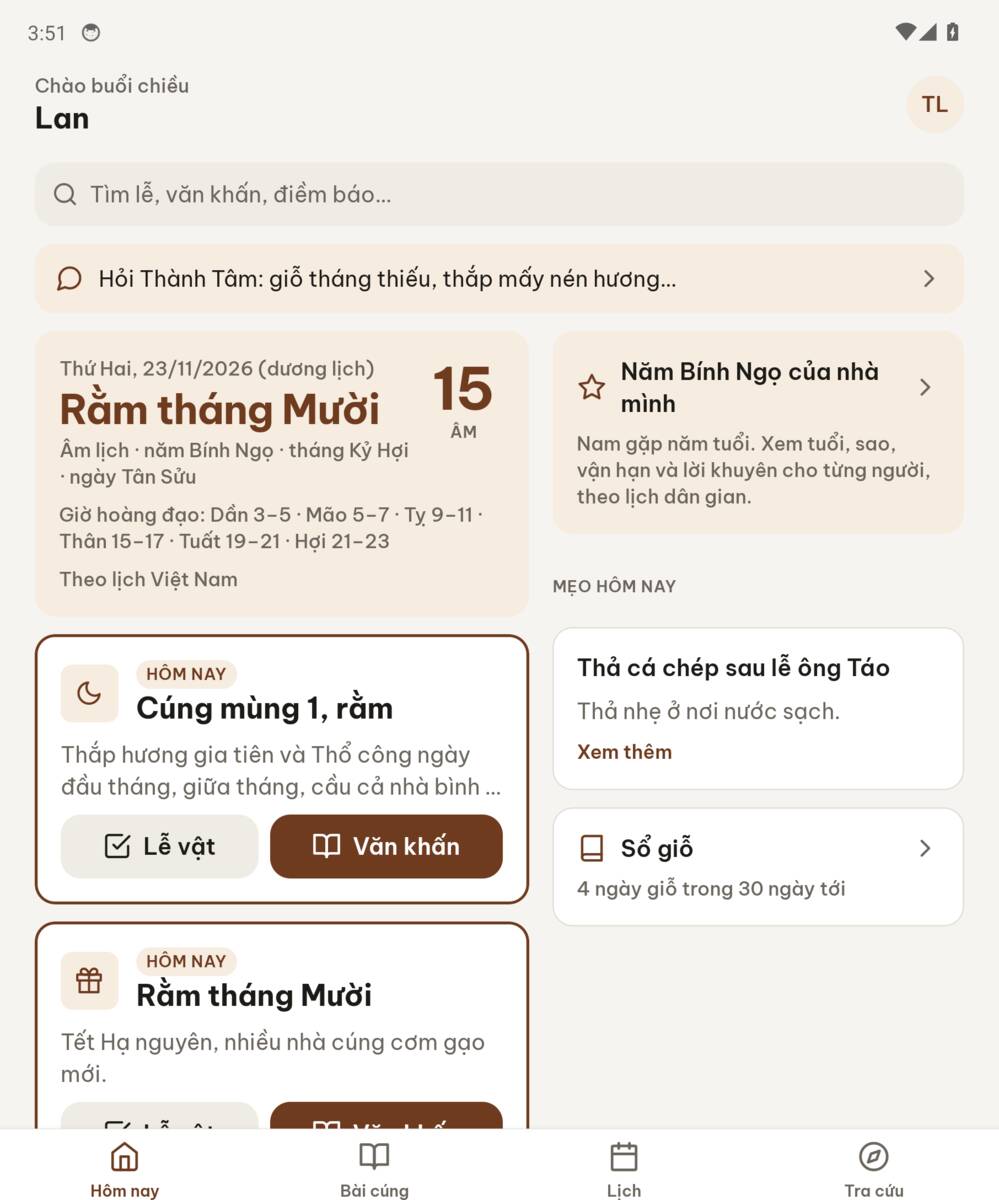 3:51
Chào buổi chiều
Lan
TL
Tìm lễ, văn khấn, điềm báo...
Hỏi Thành Tâm: giỗ tháng thiếu, thắp mấy nén hương...
Thứ Hai, 23/11/2026 (dương lịch)
Rằm tháng Mười
Âm lịch · năm Bính Ngọ · tháng Kỷ Hợi
· ngày Tân Sửu
15
ÂM
Giờ hoàng đạo: Dần 3–5 · Mão 5–7 · Tỵ 9–11 ·
Thân 15–17 · Tuất 19–21 · Hợi 21–23
Theo lịch Việt Nam
HÔM NAY
Cúng mùng 1, rằm
Thắp hương gia tiên và Thổ công ngày
đầu tháng, giữa tháng, cầu cả nhà bình ...
Lễ vật
Văn khấn
HÔM NAY
Rằm tháng Mười
Tết Hạ nguyên, nhiều nhà cúng cơm gạo
mới.
Năm Bính Ngọ của nhà
mình
Nam gặp năm tuổi. Xem tuổi, sao,
vận hạn và lời khuyên cho từng người,
theo lịch dân gian.
MẸO HÔM NAY
Thả cá chép sau lễ ông Táo
Thả nhẹ ở nơi nước sạch.
Xem thêm
Sổ giỗ
4 ngày giỗ trong 30 ngày tới
Hôm nay
Bài cúng
Lịch
Tra cứu